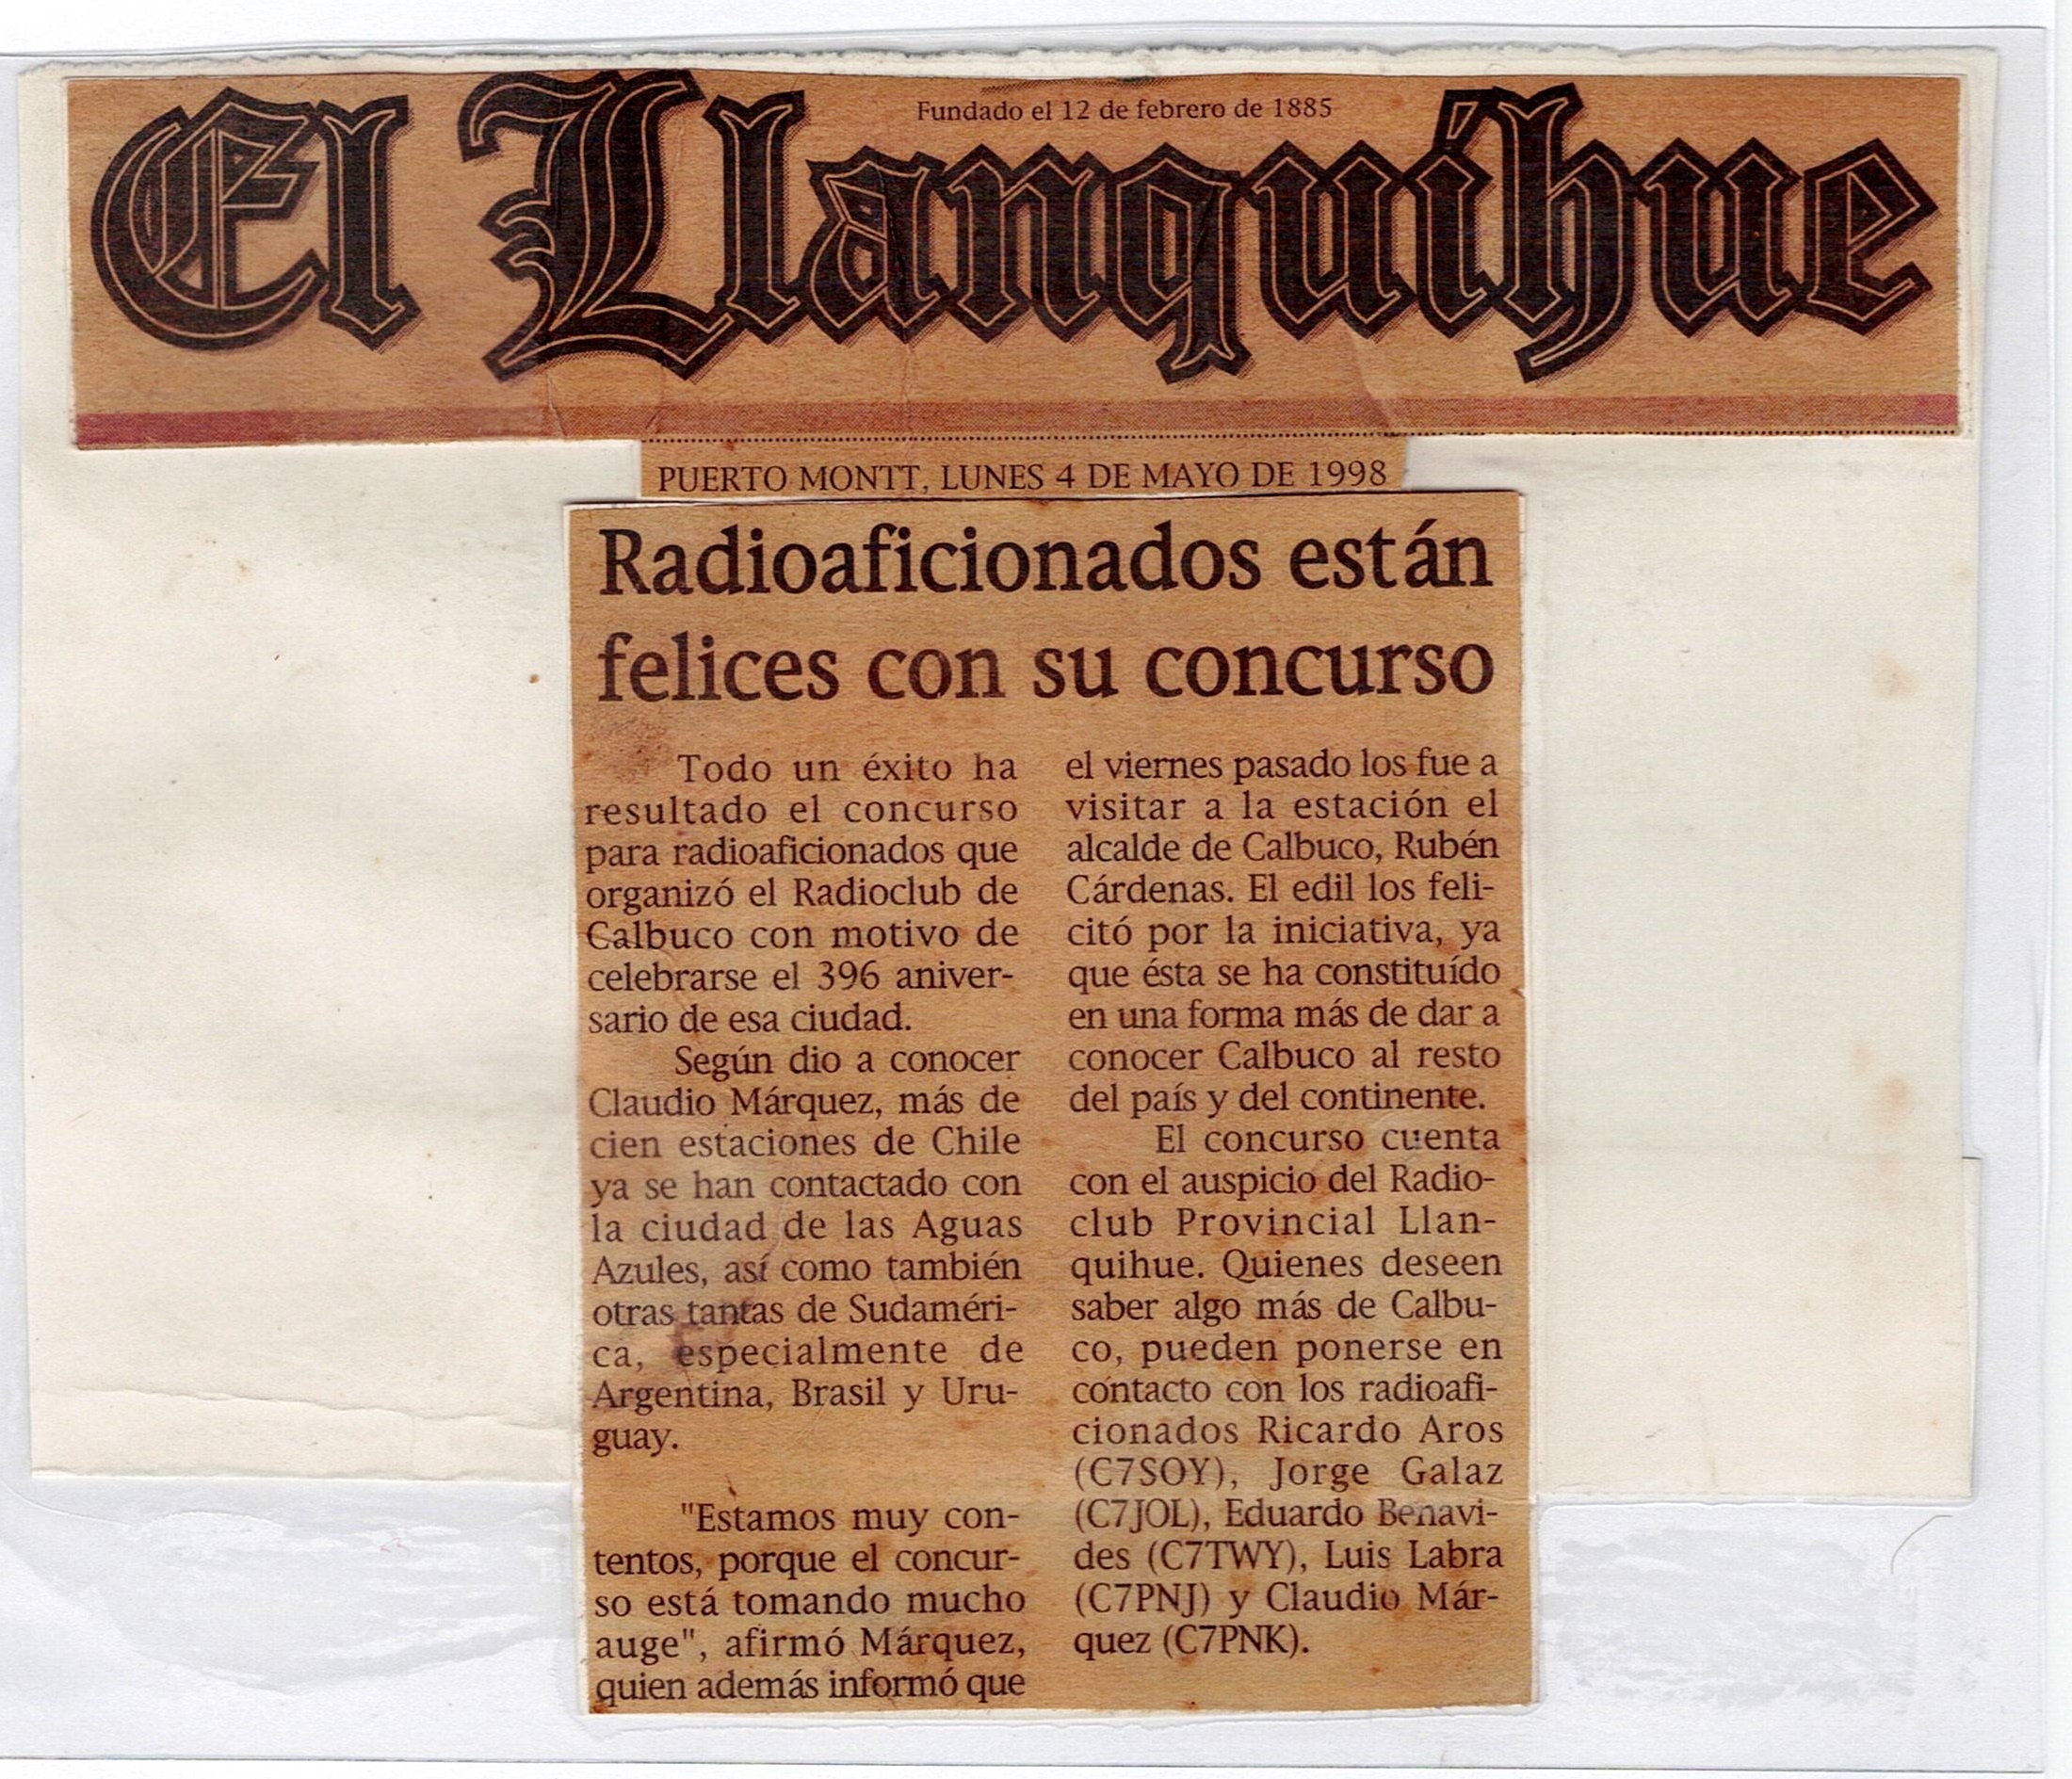 Fundado el 12 de febrero de 1885
El Llanquihue
PUERTO MONTT, LUNES 4 DE MAYO DE 1998
Radioaficionados están
felices con su concurso
Todo un éxito ha
resultado el concurso
para radioaficionados que
organizó el Radioclub de
Calbuco con motivo de
celebrarse el 396 aniver-
sario de esa ciudad.
Según dio a conocer
Claudio Márquez, más de
cien estaciones de Chile
ya se han contactado con
la ciudad de las Aguas
Azules, así como también
otras tantas de Sudaméri-
ca, especialmente de
Argentina, Brasil y Uru-
guay.
"Estamos muy con-
tentos, porque el concur-
so está tomando mucho
auge", afirmó Márquez,
quien además informó que
el viernes pasado los fue a
visitar a la estación el
alcalde de Calbuco, Rubén
Cárdenas. El edil los feli-
citó por la iniciativa, ya
que ésta se ha constituído
en una forma más de dar a
conocer Calbuco al resto
del país y del continente.
El concurso cuenta
con el auspicio del Radio-
club Provincial Llan-
quihue. Quienes deseen
saber algo más de Calbu-
co, pueden ponerse en
contacto con los radioafi-
cionados Ricardo Aros
(C7SOY), Jorge Galaz
(C7JOL), Eduardo Benavi-
des (C7TWY), Luis Labra
(C7PNJ) y Claudio Már-
quez (C7PNK).